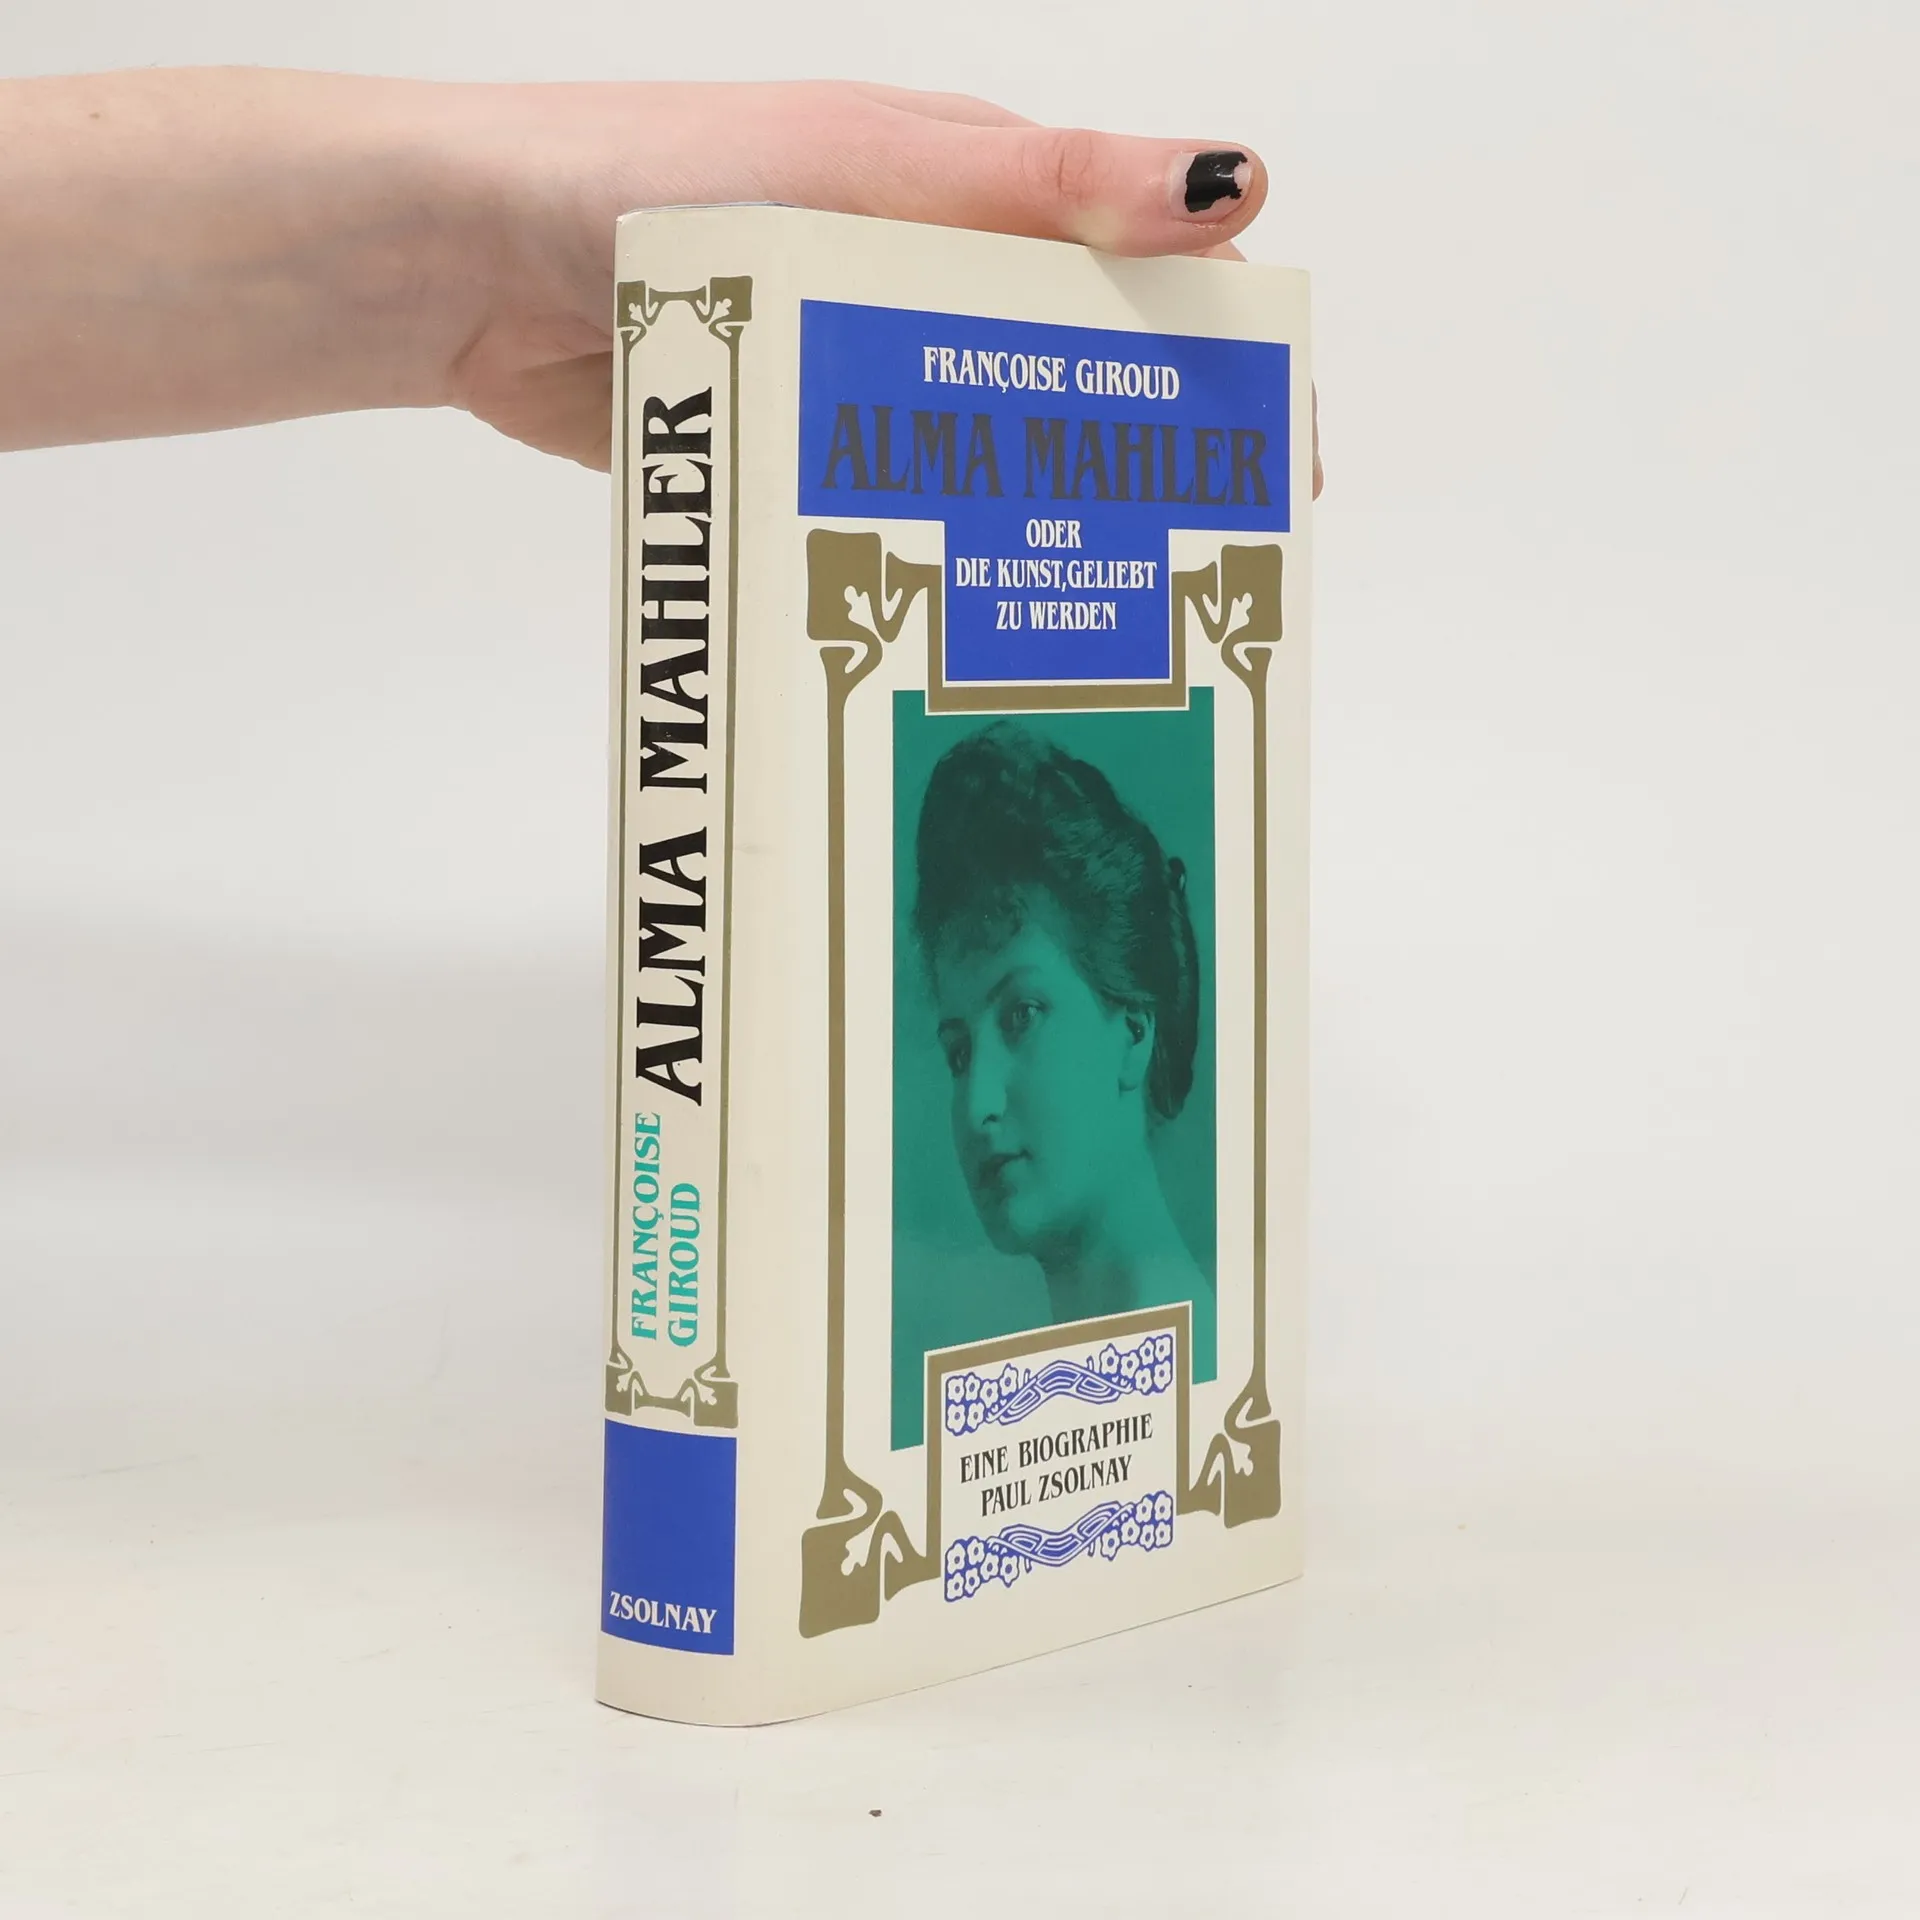 FRANÇOISE GIROUD
ALMA MAHLER
ODER
DIE KUNST, GELIEBT
ZU WERDEN
EINE BIOGRAPHIE
PAUL ZSOLNAY
FRANÇOISE
GIROUD
ALMA MAHLER
ZSOLNAY